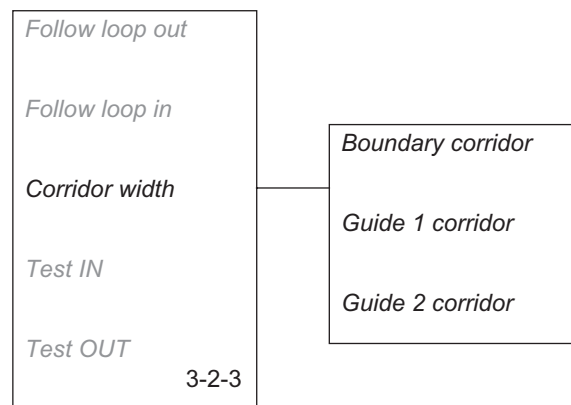 Follow loop out
Follow loop in
Corridor width
Test IN
Test OUT
3-2-3
Boundary corridor
Guide 1 corridor
Guide 2 corridor